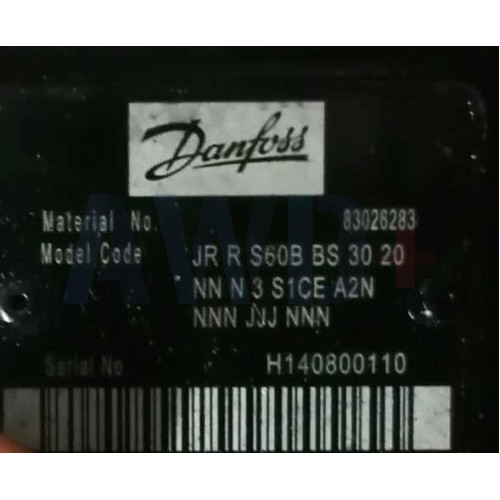 Danfoss
Material No. 83026283
Model Code JR R S60B BS 30 20
NN N 3 S1CE A2N
NNN JJJ NNN
Serial No H140800110